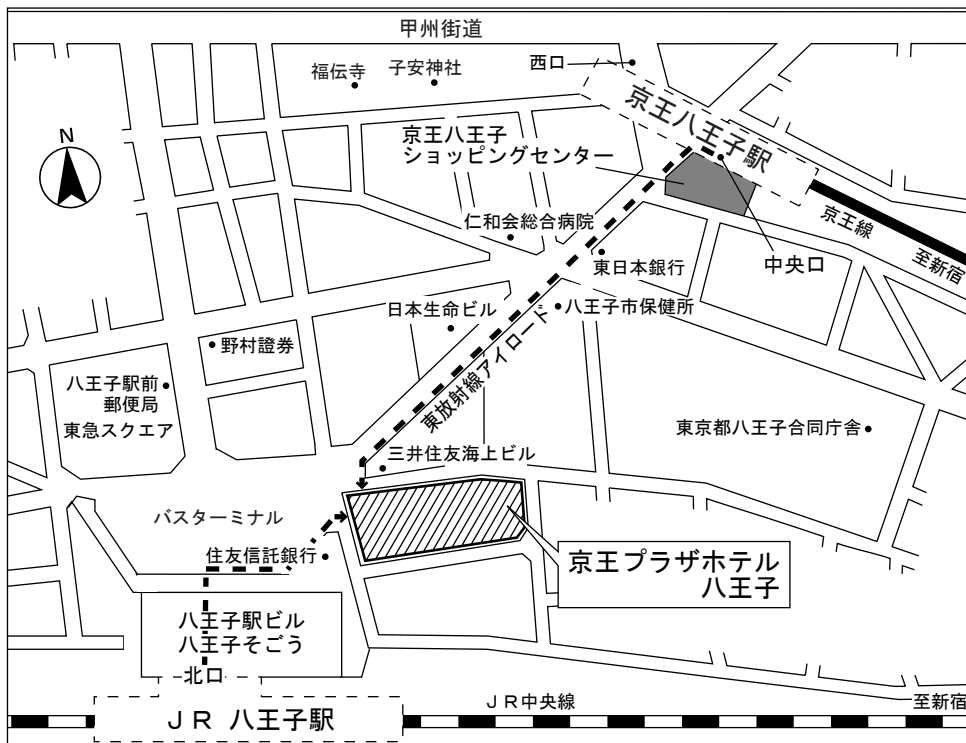 甲州街道
福伝寺
子安神社
西口
京王八王子駅
N
京王八王子
ショッピングセンター
仁和会総合病院
京王線
至新宿
東日本銀行
中央口
日本生命ビル
八王子市保健所
野村證券
東放射線アイロード
八王子駅前
郵便局
東急スクエア
東京都八王子合同庁舎
三井住友海上ビル
バスターミナル
住友信託銀行
京王プラザホテル
八王子
八王子駅ビル
八王子そごう
北口
JR中央線
至新宿
JR 八王子駅